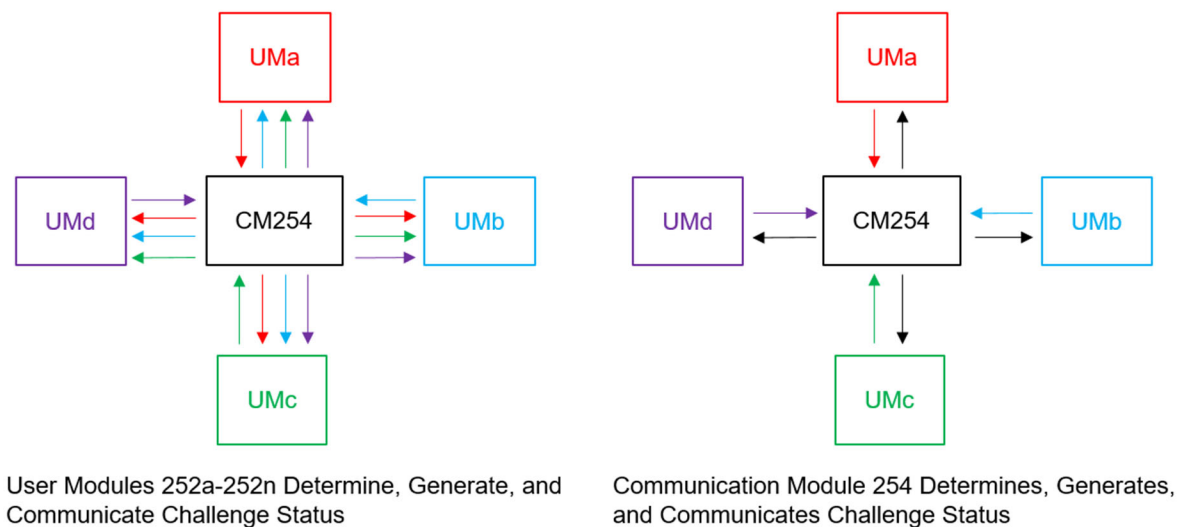 UMa
UMd
CM254
UMb
UMc
User Modules 252a-252n Determine, Generate, and
Communicate Challenge Status
UMa
UMd
CM254
UMb
UMc
Communication Module 254 Determines, Generates,
and Communicates Challenge Status